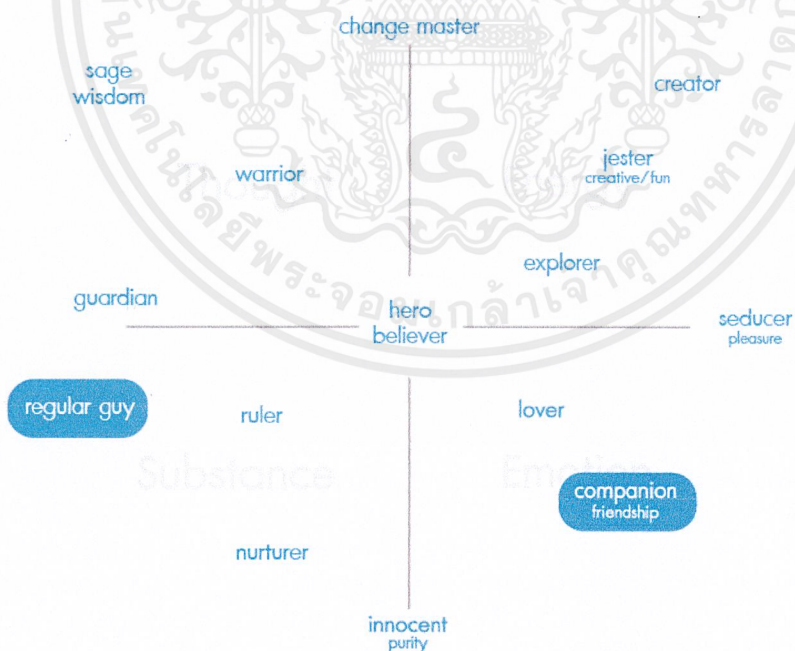 change master
sage
wisdom
creator
warrior
jester
creative/fun
explorer
guardian
hero
believer
seducer
pleasure
regular guy
ruler
lover
Substance
Emotion
companion
friendship
nurturer
innocent
purity